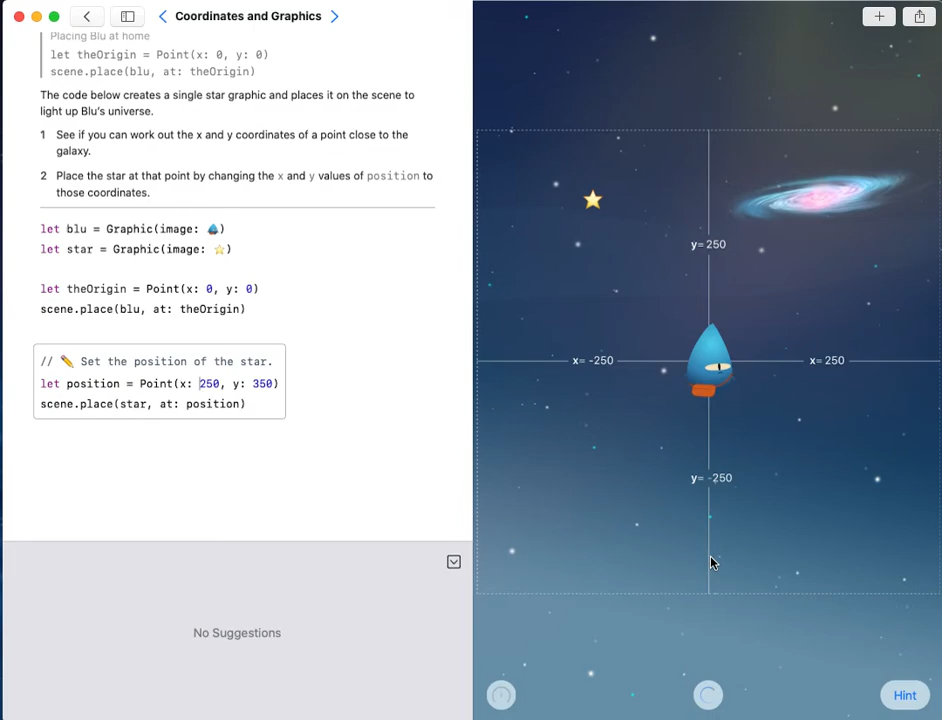 Coordinates and Graphics
Placing Blu at home
let theOrigin = Point(x: 0, y: 0)
scene.place(blu, at: theOrigin)
The code below creates a single star graphic and places it on the scene to
light up Blu's universe.
1 See if you can work out the x and y coordinates of a point close to the
galaxy.
2 Place the star at that point by changing the x and y values of position to
those coordinates.
let blu = Graphic(image: )
let star = Graphic(image: ⭐)
let theOrigin = Point(x: 0, y: 0)
scene.place(blu, at: theOrigin)
// ✏️ Set the position of the star.
let position = Point(x: 250, y: 350)
scene.place(star, at: position)
No Suggestions
y= 250
x= -250
x= 250
y= -250
Hint